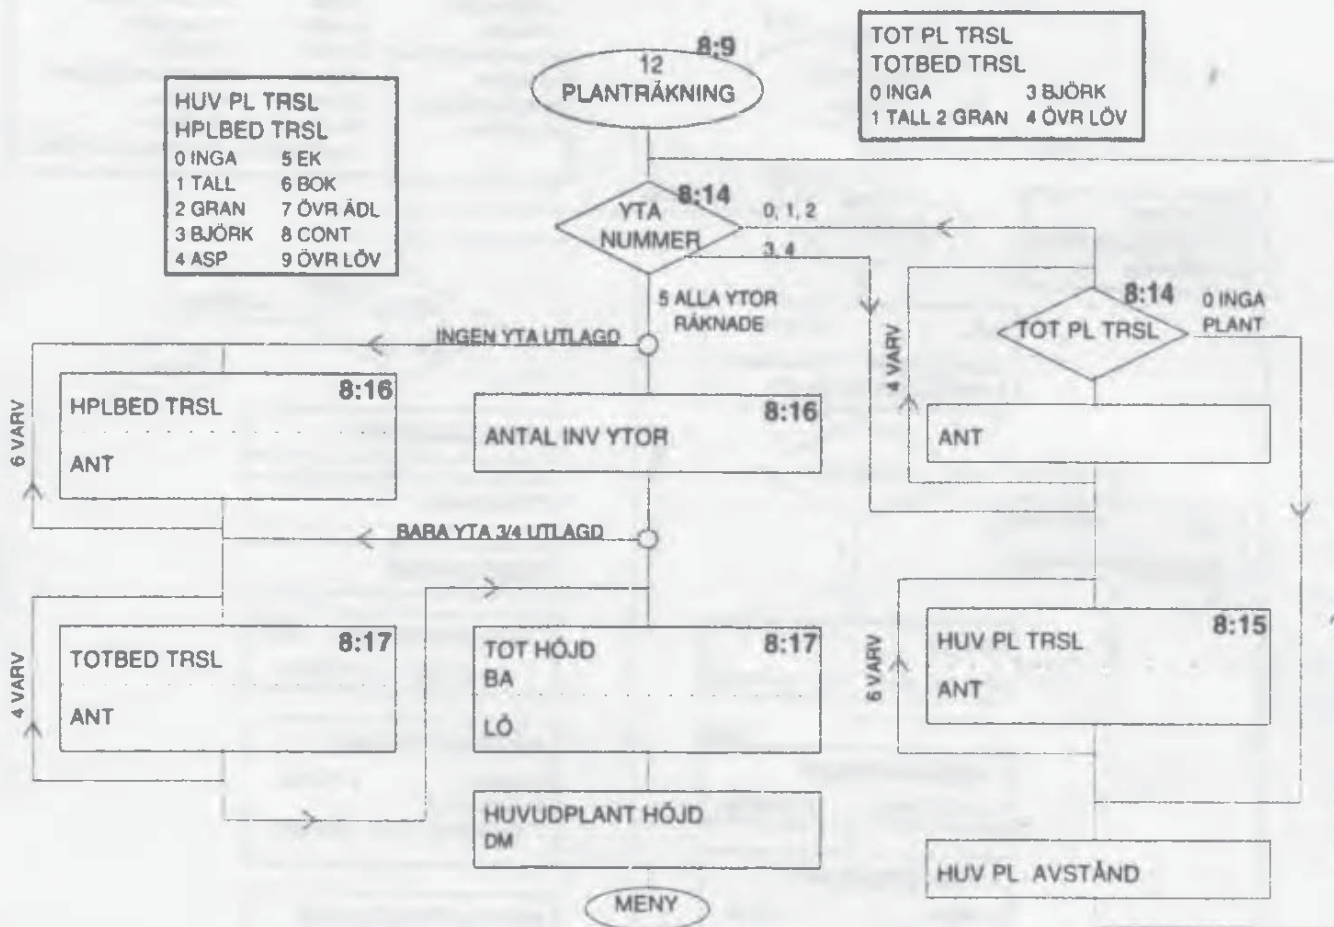 8:9
12
PLANTRÄKNING
TOT PL TRSL
TOTBED TRSL
0 INGA 3 BJÖRK
1 TALL 2 GRAN 4 ÖVR LÖV
HUV PL TRSL
HPLBED TRSL
0 INGA 5 EK
1 TALL 6 BOK
2 GRAN 7 ÖVR ÄDL
3 BJÖRK 8 CONT
4 ASP 9 ÖVR LÖV
8:14
YTA
NUMMER
0, 1, 2
3, 4
5 ALLA YTOR
RÄKNADE
8:14
TOT PL TRSL
0 INGA
PLANT
4 VARV
ANT
INGEN YTA UTLAGD
6 VARV
8:16
HPLBED TRSL
ANT
8:16
ANTAL INV YTOR
BARA YTA 3/4 UTLAGD
4 VARV
8:17
TOTBED TRSL
ANT
8:17
TOT HÖJD
BA
LÖ
6 VARV
8:15
HUV PL TRSL
ANT
HUVUDPLANT HÖJD
DM
HUV PL AVSTÅND
MENY